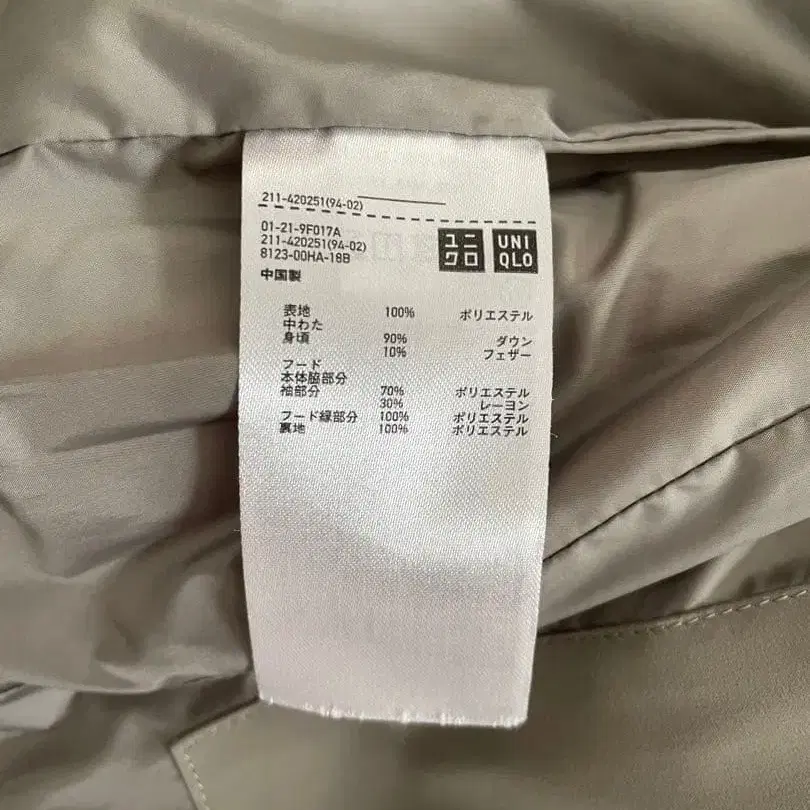 211-420251(94-02)
01-21-9F017A
211-420251(94-02)
8123-00HA-18B
中国製
ユニ
クロ
UNI
QLO
表地 100% ポリエステル
中わた
身頃 90% ダウン
10% フェザー
フード
本体脇部分
袖部分 70% ポリエステル
30% レーヨン
フード縁部分 100% ポリエステル
裏地 100% ポリエステル